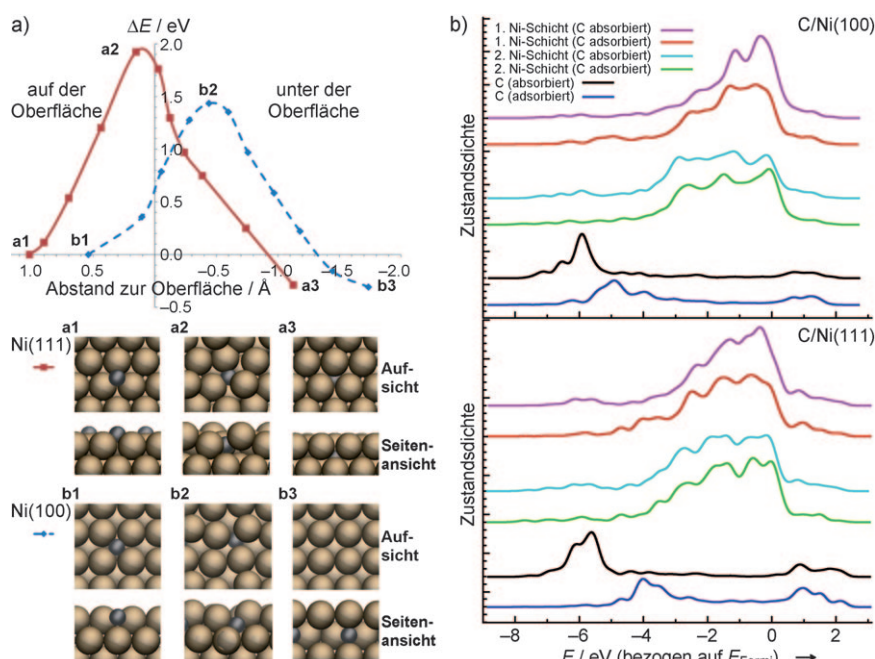 a)
ΔE / eV
a2
2.0
b2
1.5
auf der
Oberfläche
unter der
Oberfläche
1.0
0.5
a1
b1
0.0
1.0
0.5
−0.5
−1.0
−1.5
−2.0
Abstand zur Oberfläche / Å
a3
b3
−0.5
a1
a2
a3
Ni(111)
Auf-
sicht
Seiten-
ansicht
b1
b2
b3
Ni(100)
Auf-
sicht
Seiten-
ansicht
b)
C/Ni(100)
1. Ni-Schicht (C absorbiert)
1. Ni-Schicht (C adsorbiert)
2. Ni-Schicht (C absorbiert)
2. Ni-Schicht (C adsorbiert)
C (absorbiert)
C (adsorbiert)
Zustandsdichte
C/Ni(111)
Zustandsdichte
−8
−6
−4
−2
0
2
E / eV (bezogen auf